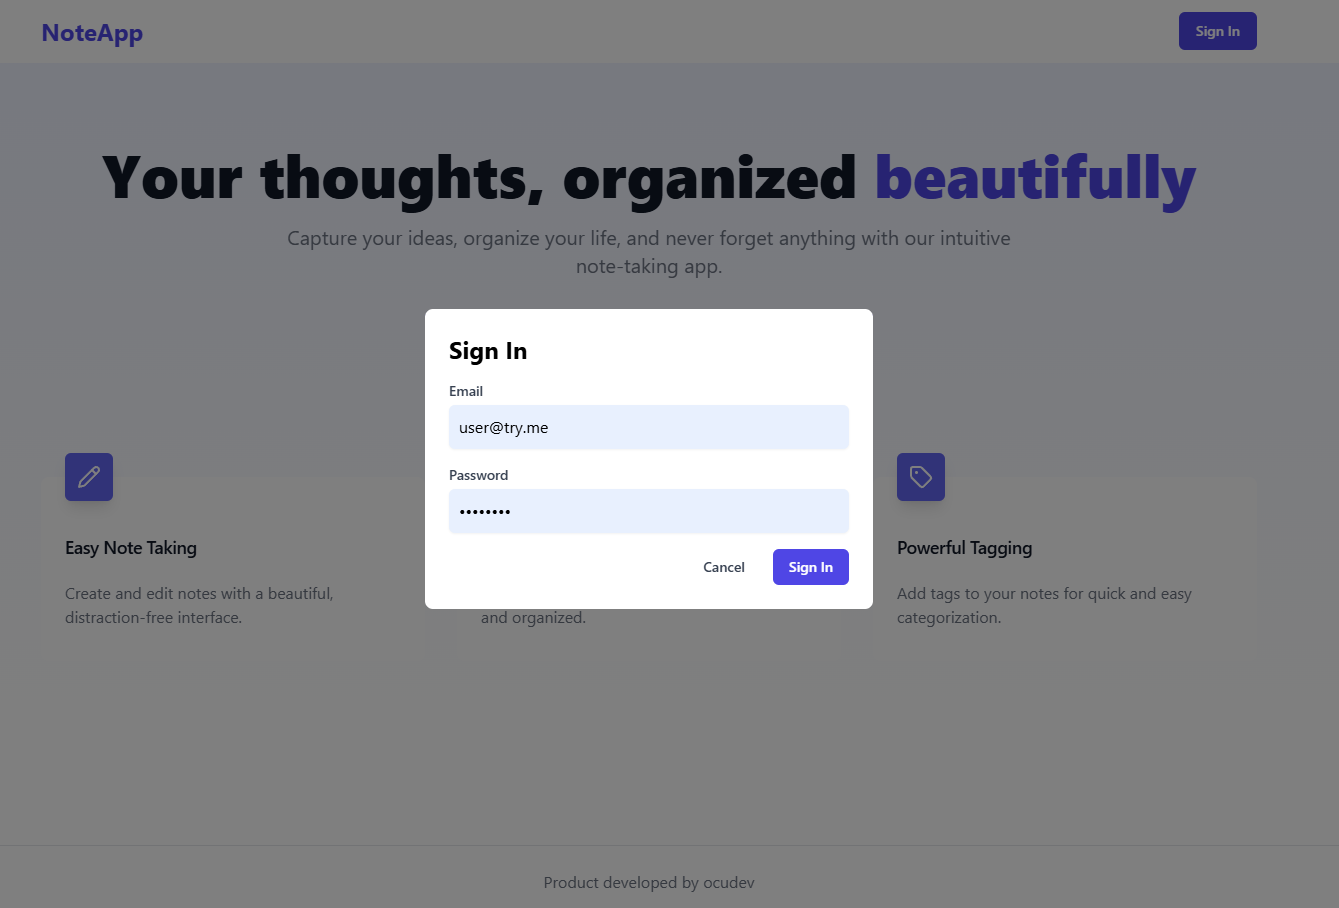 NoteApp
Sign In
Your thoughts, organized beautifully
Capture your ideas, organize your life, and never forget anything with our intuitive
note-taking app.
Sign In
Email
user@try.me
Password
••••••••
Cancel
Sign In
Easy Note Taking
Create and edit notes with a beautiful,
distraction-free interface.
and organized.
Powerful Tagging
Add tags to your notes for quick and easy
categorization.
Product developed by ocudev